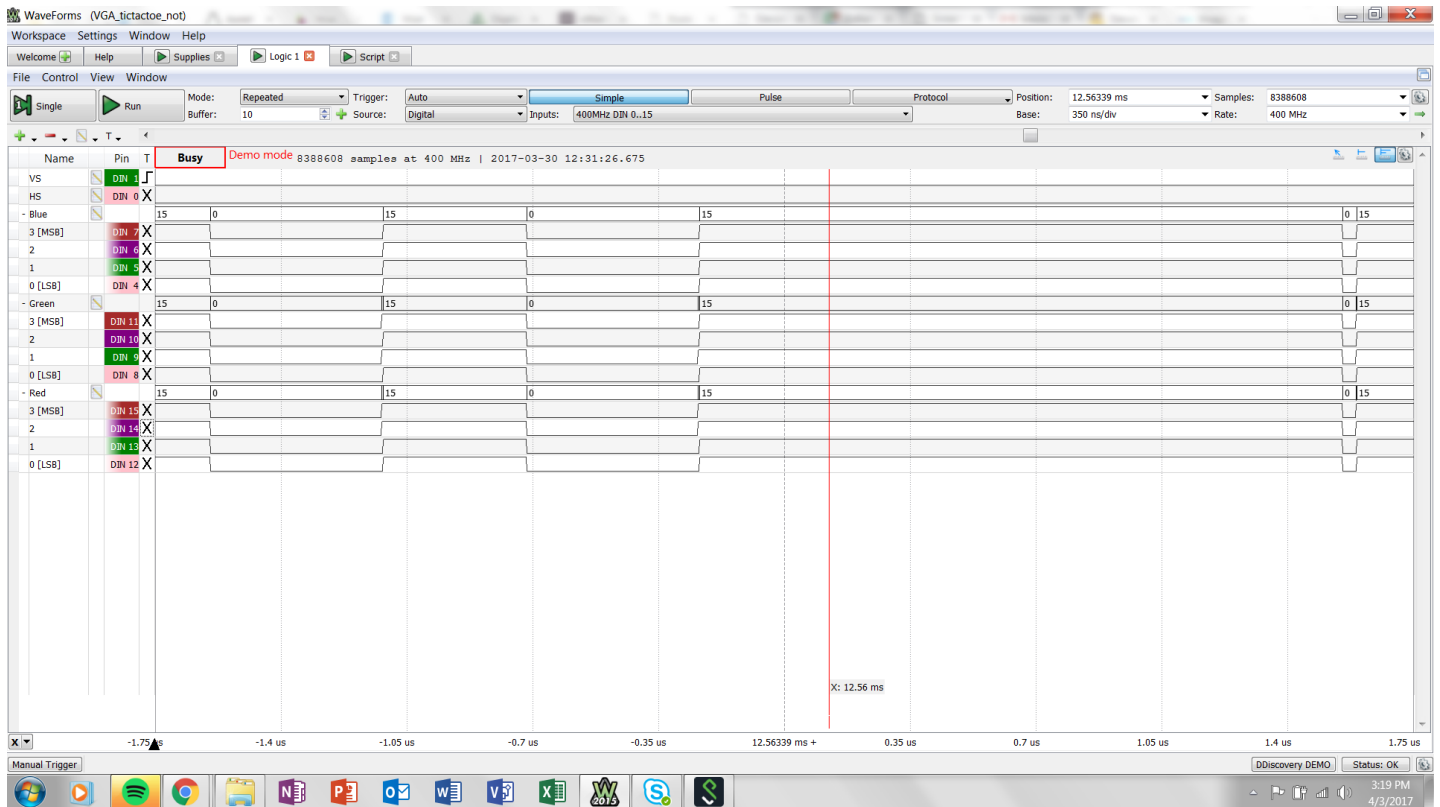 WaveForms (VGA_tictactoe_not)
Workspace Settings Window Help
Welcome Help Supplies Logic 1 Script
File Control View Window
Single Run Mode: Repeated Trigger: Auto Simple Pulse Protocol Position: 12.56339 ms Samples: 8388608
Buffer: 10 Source: Digital Inputs: 400MHz DIN 0..15 Base: 350 ns/div Rate: 400 MHz
T
Name Pin T Busy Demo mode 8388608 samples at 400 MHz | 2017-03-30 12:31:26.675
VS DIN 1
HS DIN 0 X
- Blue 15 0 15 0 15 0 15
3 [MSB] DIN 7 X
2 DIN 6 X
1 DIN 5 X
0 [LSB] DIN 4 X
- Green 15 0 15 0 15 0 15
3 [MSB] DIN 11 X
2 DIN 10 X
1 DIN 9 X
0 [LSB] DIN 8 X
- Red 15 0 15 0 15 0 15
3 [MSB] DIN 15 X
2 DIN 14 X
1 DIN 13 X
0 [LSB] DIN 12 X
X: 12.56 ms
X -1.75 us -1.4 us -1.05 us -0.7 us -0.35 us 12.56339 ms + 0.35 us 0.7 us 1.05 us 1.4 us 1.75 us
Manual Trigger DDiscovery DEMO Status: OK
2015
3:19 PM
4/3/2017